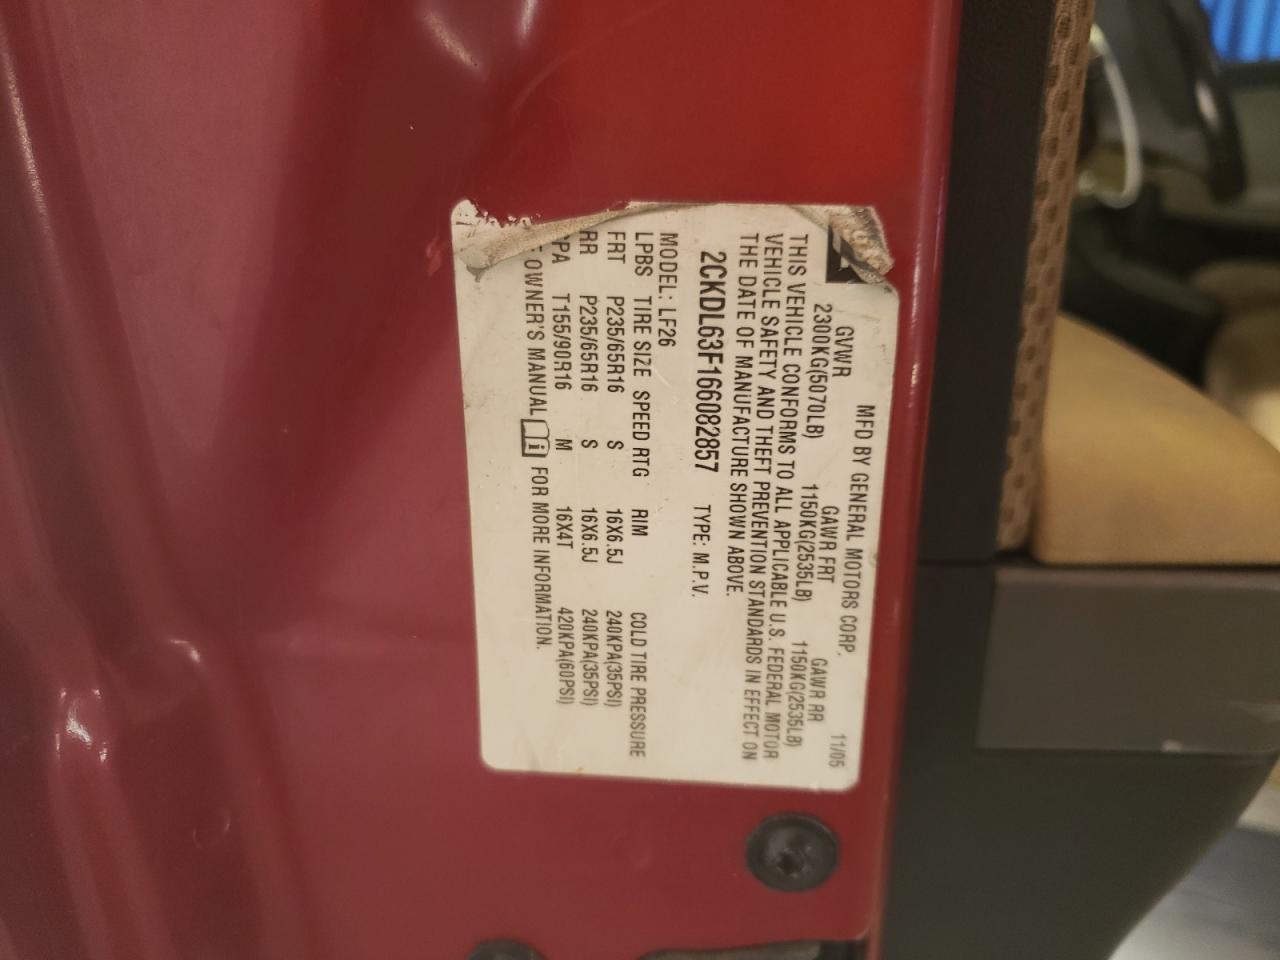 MFD BY GENERAL MOTORS CORP. 11/05
GVWR GAWR FRT GAWR RR
2300KG(5070LB) 1150KG(2535LB) 1150KG(2535LB)
THIS VEHICLE CONFORMS TO ALL APPLICABLE U.S. FEDERAL MOTOR
VEHICLE SAFETY AND THEFT PREVENTION STANDARDS IN EFFECT ON
THE DATE OF MANUFACTURE SHOWN ABOVE.
2CKDL63F166082857 TYPE: M.P.V.
MODEL: LF26
LPBS TIRE SIZE SPEED RTG RIM COLD TIRE PRESSURE
FRT P235/65R16 S 16X6.5J 240KPA(35PSI)
RR P235/65R16 S 16X6.5J 240KPA(35PSI)
PA T155/90R16 M 16X4T 420KPA(60PSI)
OWNER'S MANUAL i FOR MORE INFORMATION.